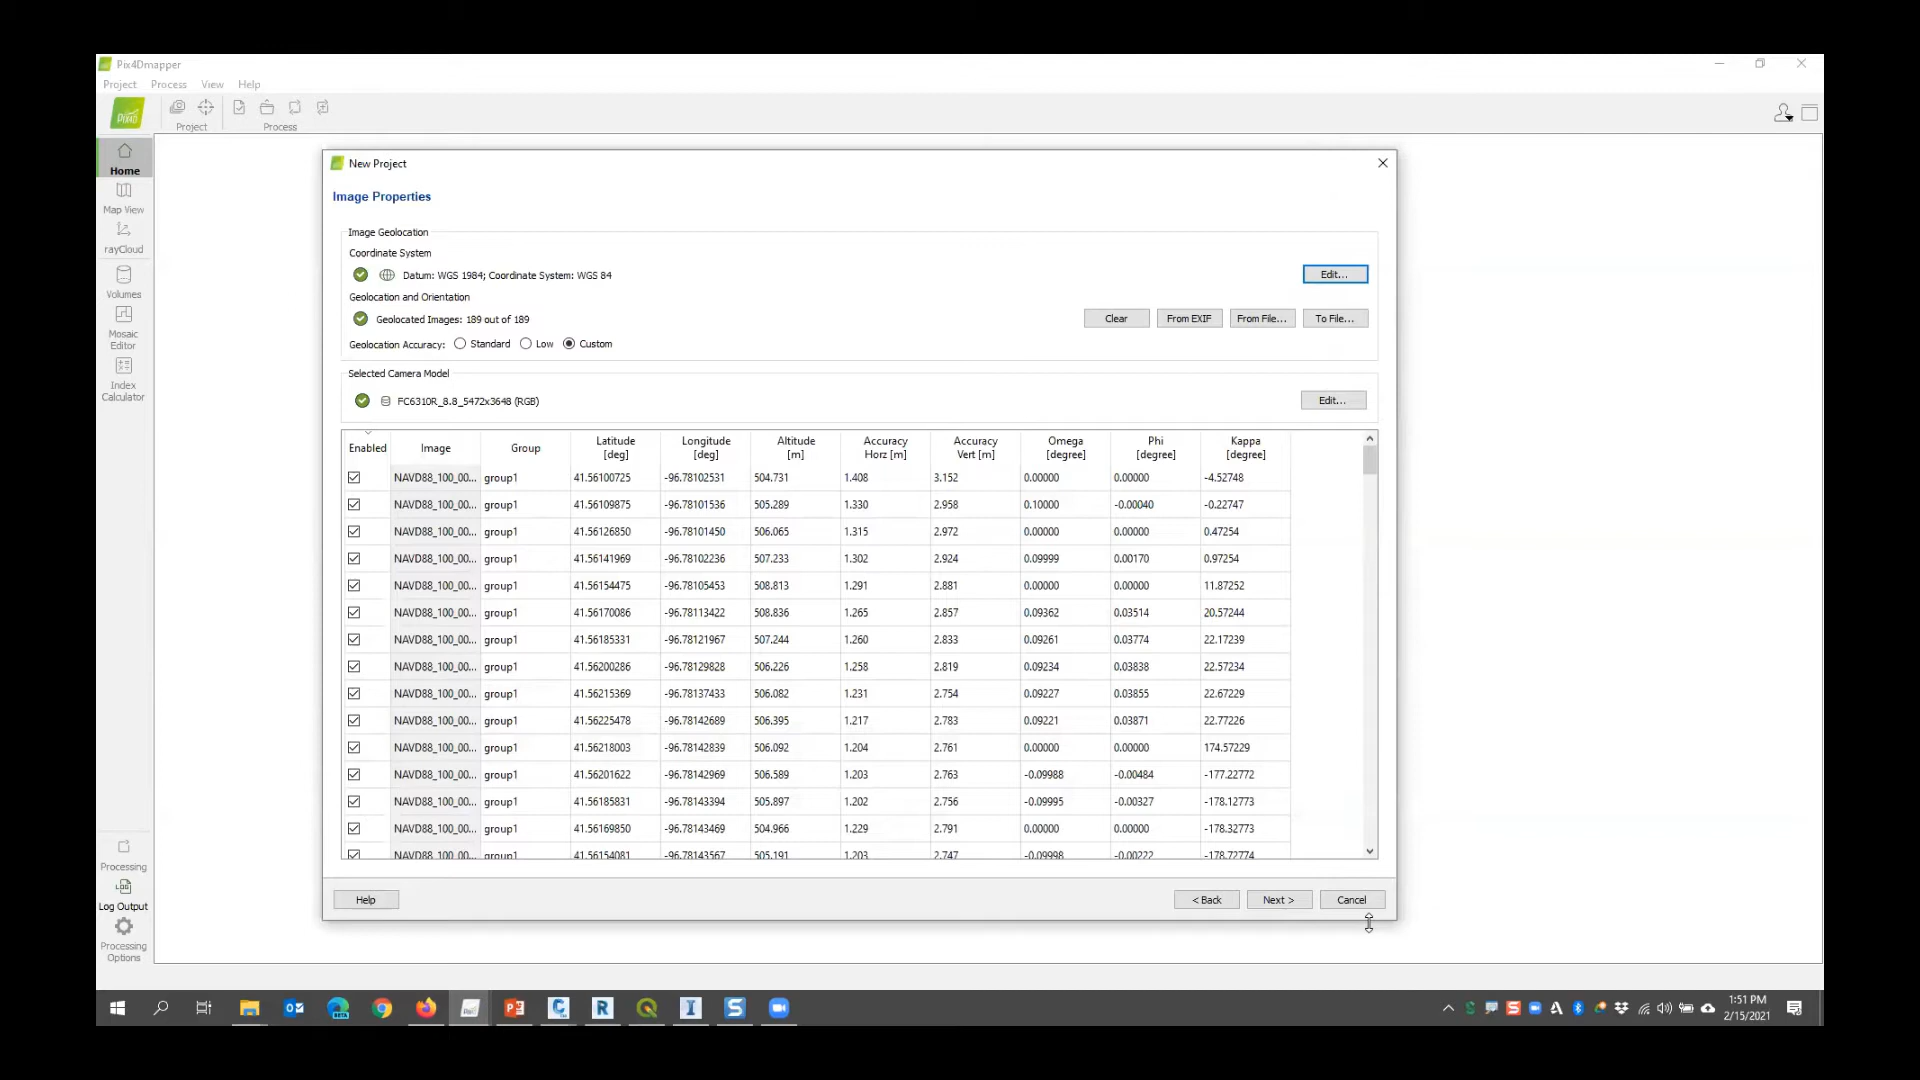 Pix4Dmapper
Project Process View Help
Project Process
Home
Map View
rayCloud
Volumes
Mosaic
Editor
Index
Calculator
Processing
Log Output
Processing
Options
New Project
Image Properties
Image Geolocation
Coordinate System
Datum: WGS 1984; Coordinate System: WGS 84 Edit...
Geolocation and Orientation
Geolocated Images: 189 out of 189 Clear From EXIF From File... To File...
Geolocation Accuracy: Standard Low Custom
Selected Camera Model
FC6310R_8.8_5472x3648 (RGB) Edit...
Enabled Image Group Latitude [deg] Longitude [deg] Altitude [m] Accuracy Horz [m] Accuracy Vert [m] Omega [degree] Phi [degree] Kappa [degree]
NAVD88_100_00... group1 41.56100725 -96.78102531 504.731 1.408 3.152 0.00000 0.00000 -4.52748
NAVD88_100_00... group1 41.56109875 -96.78101536 505.289 1.330 2.958 0.10000 -0.00040 -0.22747
NAVD88_100_00... group1 41.56126850 -96.78101450 506.065 1.315 2.972 0.00000 0.00000 0.47254
NAVD88_100_00... group1 41.56141969 -96.78102236 507.233 1.302 2.924 0.09999 0.00170 0.97254
NAVD88_100_00... group1 41.56154475 -96.78105453 508.813 1.291 2.881 0.00000 0.00000 11.87252
NAVD88_100_00... group1 41.56170086 -96.78113422 508.836 1.265 2.857 0.09362 0.03514 20.57244
NAVD88_100_00... group1 41.56185331 -96.78121967 507.244 1.260 2.833 0.09261 0.03774 22.17239
NAVD88_100_00... group1 41.56200286 -96.78129828 506.226 1.258 2.819 0.09234 0.03838 22.57234
NAVD88_100_00... group1 41.56215369 -96.78137433 506.082 1.231 2.754 0.09227 0.03855 22.67229
NAVD88_100_00... group1 41.56225478 -96.78142689 506.395 1.217 2.783 0.09221 0.03871 22.77226
NAVD88_100_00... group1 41.56218003 -96.78142839 506.092 1.204 2.761 0.00000 0.00000 174.57229
NAVD88_100_00... group1 41.56201622 -96.78142969 506.589 1.203 2.763 -0.09988 -0.00484 -177.22772
NAVD88_100_00... group1 41.56185831 -96.78143394 505.897 1.202 2.756 -0.09995 -0.00327 -178.12773
NAVD88_100_00... group1 41.56169850 -96.78143469 504.966 1.229 2.791 0.00000 0.00000 -178.32773
NAVD88_100_00... group1 41.56154081 -96.78143567 505.191 1.203 2.747 -0.09998 -0.00222 -178.72774
Help < Back Next > Cancel
1:51 PM
2/15/2021